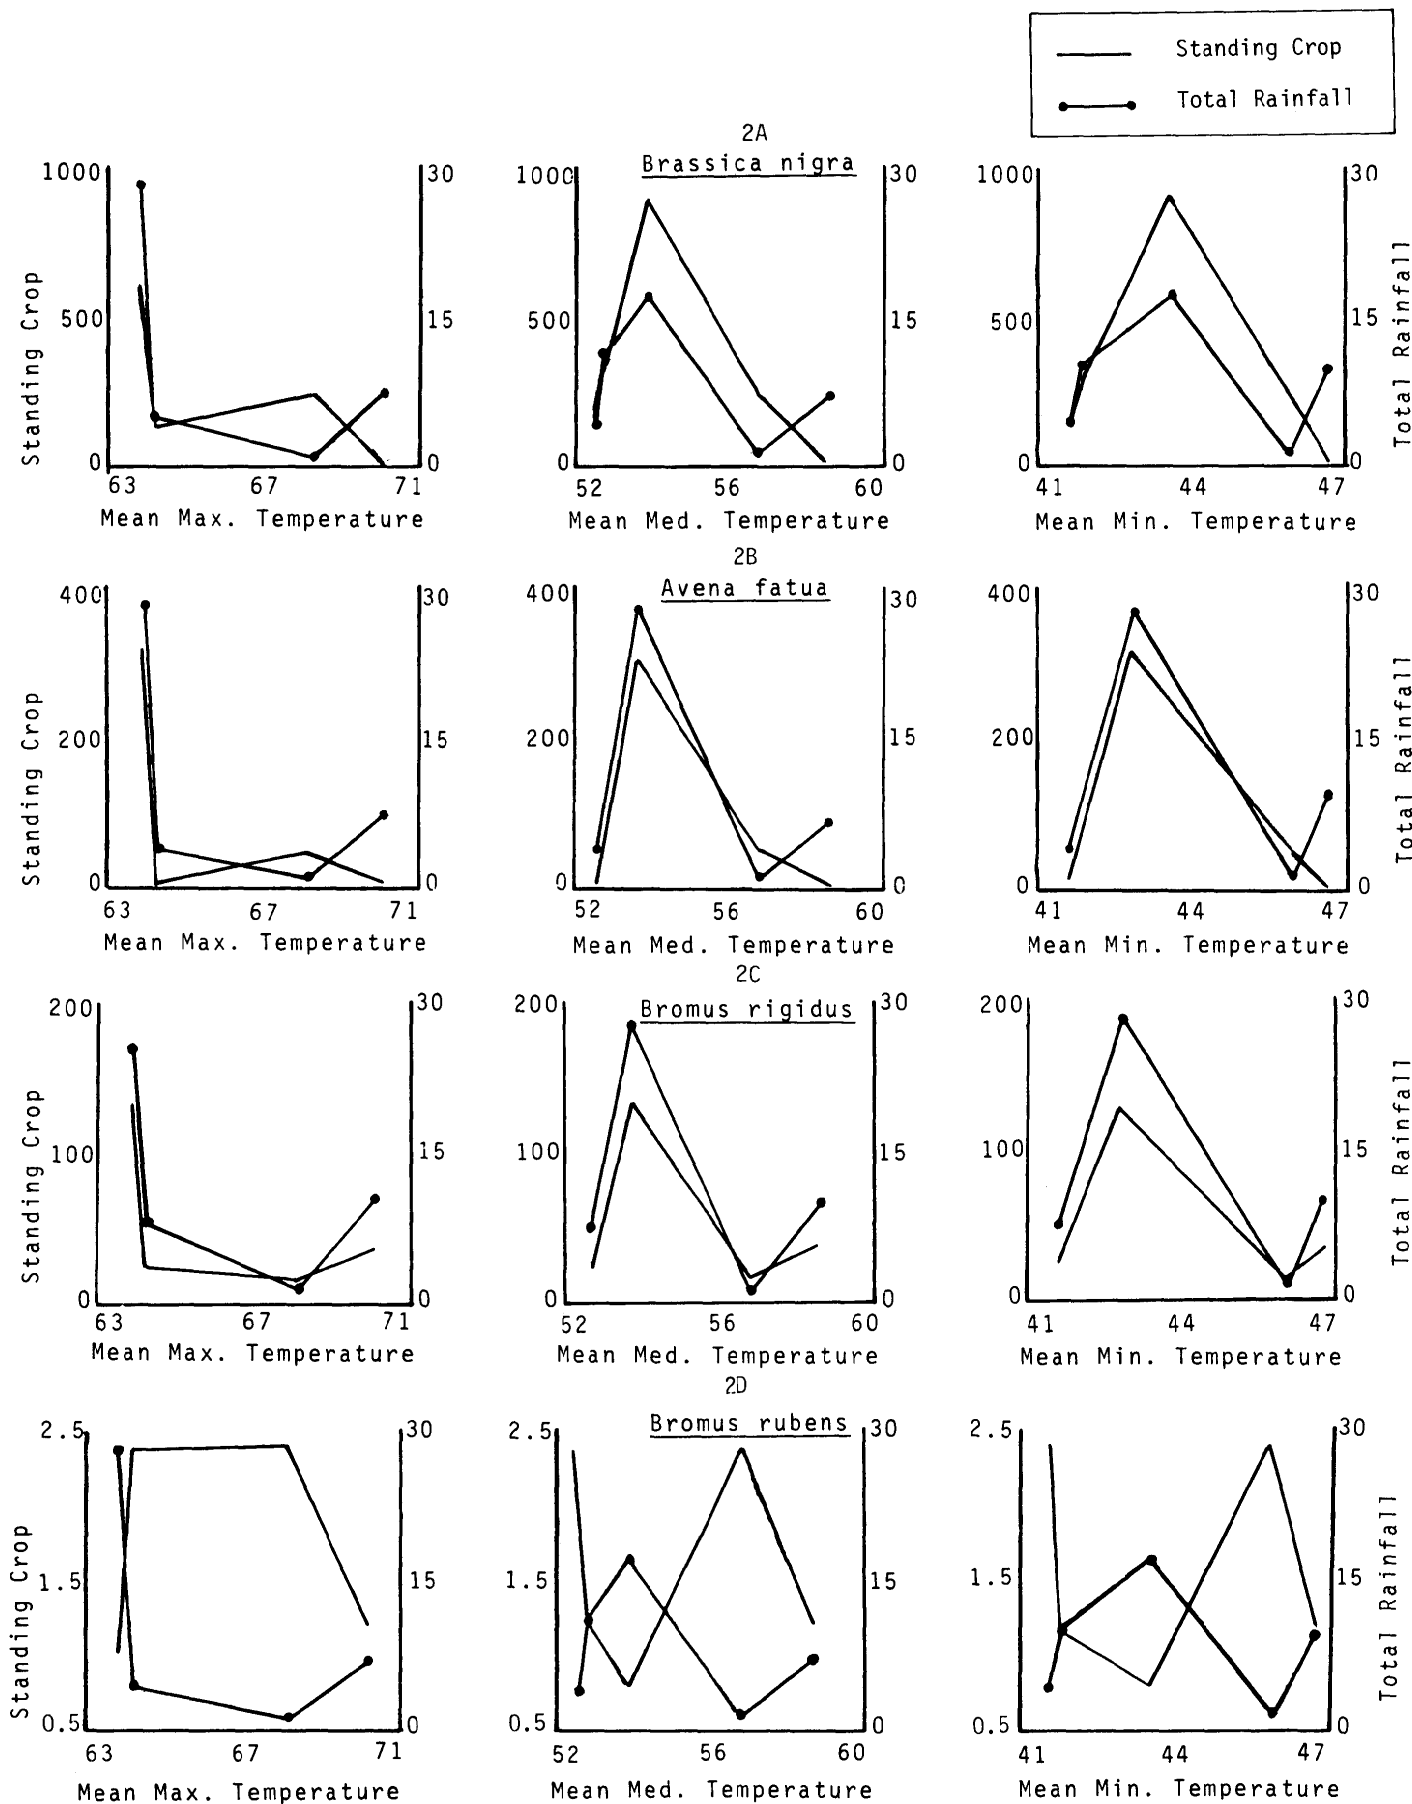 Standing Crop
Total Rainfall
2A
Brassica nigra
1000
500
0
30
15
0
63 67 71
Mean Max. Temperature
Standing Crop
1000
500
0
30
15
0
52 56 60
Mean Med. Temperature
1000
500
0
30
15
0
41 44 47
Mean Min. Temperature
Total Rainfall
2B
Avena fatua
400
200
0
30
15
0
63 67 71
Mean Max. Temperature
Standing Crop
400
200
0
30
15
0
52 56 60
Mean Med. Temperature
400
200
0
30
15
0
41 44 47
Mean Min. Temperature
Total Rainfall
2C
Bromus rigidus
200
100
0
30
15
0
63 67 71
Mean Max. Temperature
Standing Crop
200
100
0
30
15
0
52 56 60
Mean Med. Temperature
200
100
0
30
15
0
41 44 47
Mean Min. Temperature
Total Rainfall
2D
Bromus rubens
2.5
1.5
0.5
30
15
0
63 67 71
Mean Max. Temperature
Standing Crop
2.5
1.5
0.5
30
15
0
52 56 60
Mean Med. Temperature
2.5
1.5
0.5
30
15
0
41 44 47
Mean Min. Temperature
Total Rainfall